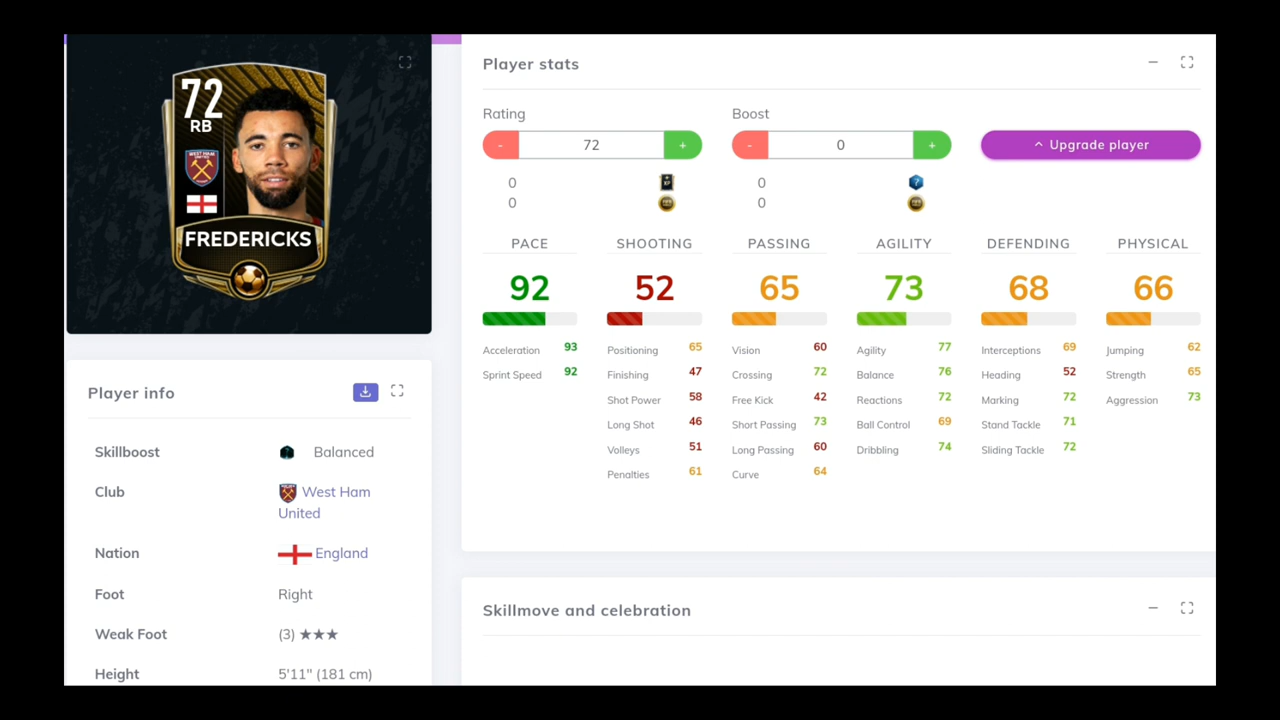 72
RB
WEST HAM
UNITED
FREDERICKS
Player info
Skillboost Balanced
Club West Ham
United
Nation England
Foot Right
Weak Foot (3) ★★★
Height 5'11" (181 cm)
Player stats
Rating Boost
- 72 + - 0 + ^ Upgrade player
0 0
0 0
PACE SHOOTING PASSING AGILITY DEFENDING PHYSICAL
92 52 65 73 68 66
Acceleration 93 Positioning 65 Vision 60 Agility 77 Interceptions 69 Jumping 62
Sprint Speed 92 Finishing 47 Crossing 72 Balance 76 Heading 52 Strength 65
Shot Power 58 Free Kick 42 Reactions 72 Marking 72 Aggression 73
Long Shot 46 Short Passing 73 Ball Control 69 Stand Tackle 71
Volleys 51 Long Passing 60 Dribbling 74 Sliding Tackle 72
Penalties 61 Curve 64
Skillmove and celebration